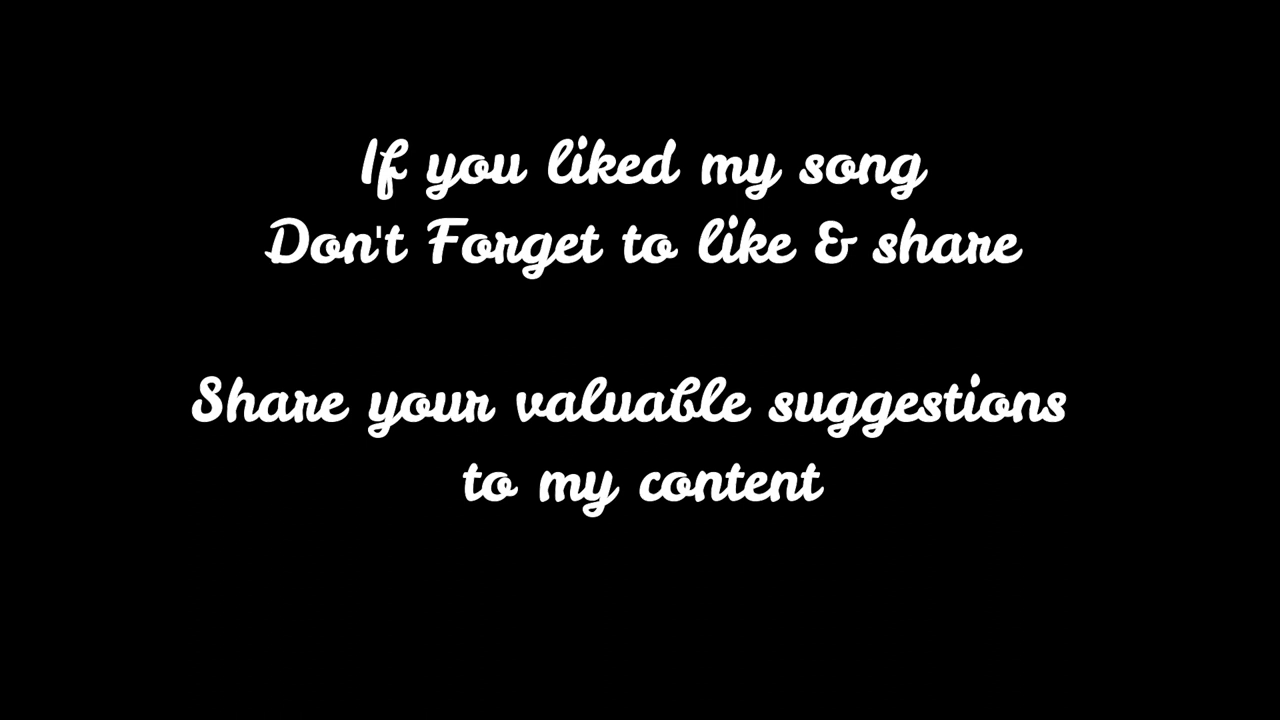 If you liked my song
Don't Forget to like & share
Share your valuable suggestions
to my content